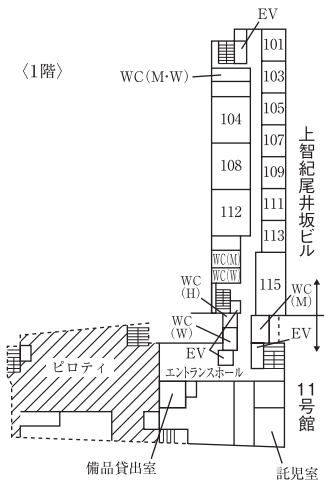 EV
〈1階〉
101
WC(M・W)
103
104
105
107
108
109
112
111
113
上智紀尾井坂ビル
WC(M)
WC(W)
115
WC
(H)
WC
(M)
WC
(W)
EV
EV
ピロティ
エントランスホール
11号館
備品貸出室
託児室